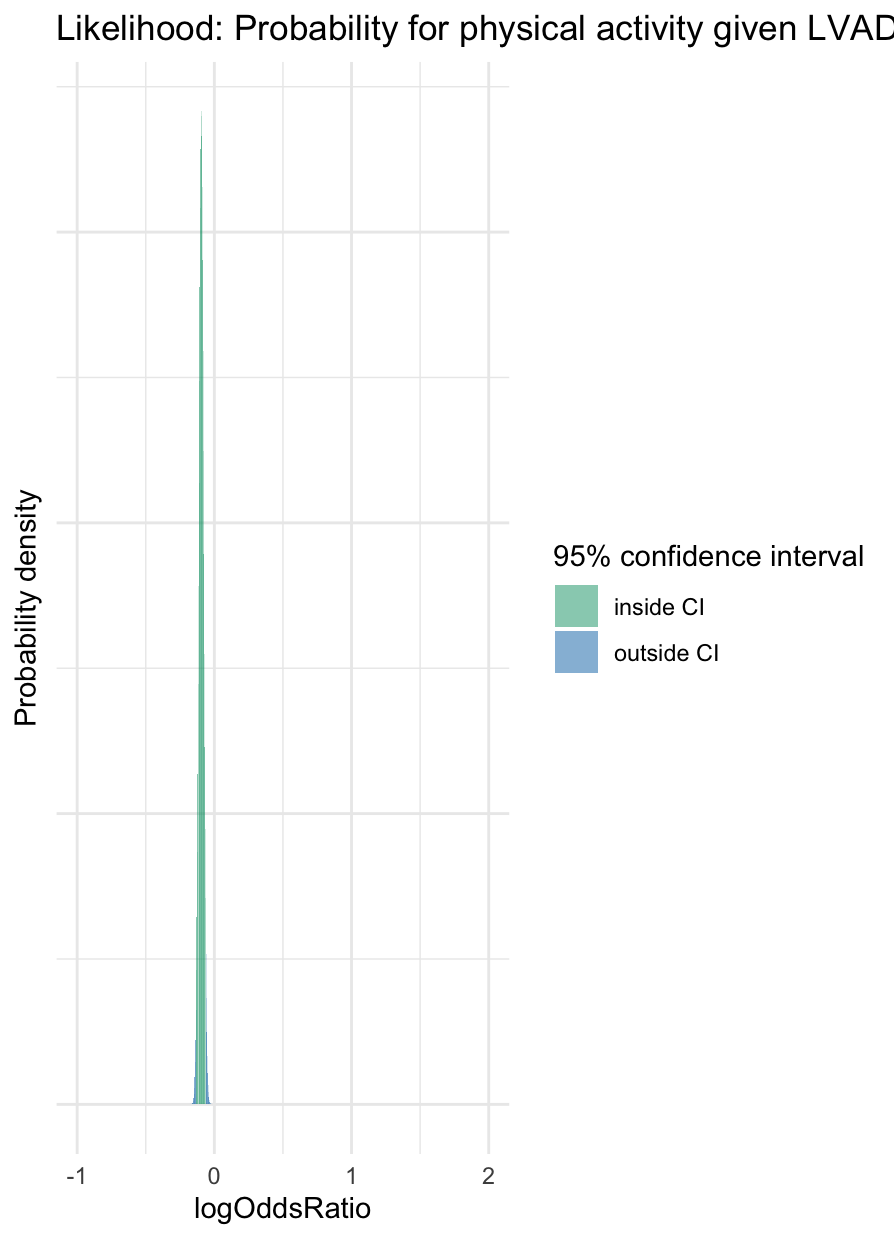 Likelihood: Probability for physical activity given LVAD
Probability density
95% confidence interval
inside CI
outside CI
-1 0 1 2
logOddsRatio